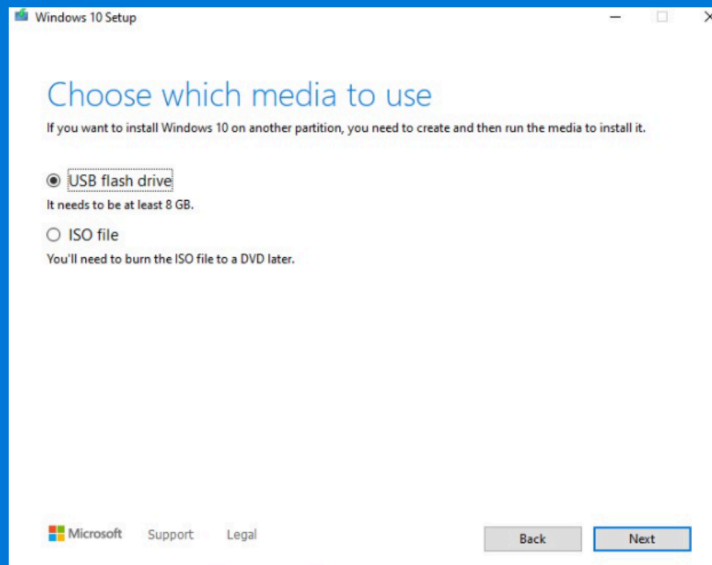 Windows 10 Setup
Choose which media to use
If you want to install Windows 10 on another partition, you need to create and then run the media to install it.
USB flash drive
It needs to be at least 8 GB.
ISO file
You'll need to burn the ISO file to a DVD later.
Microsoft Support Legal Back Next